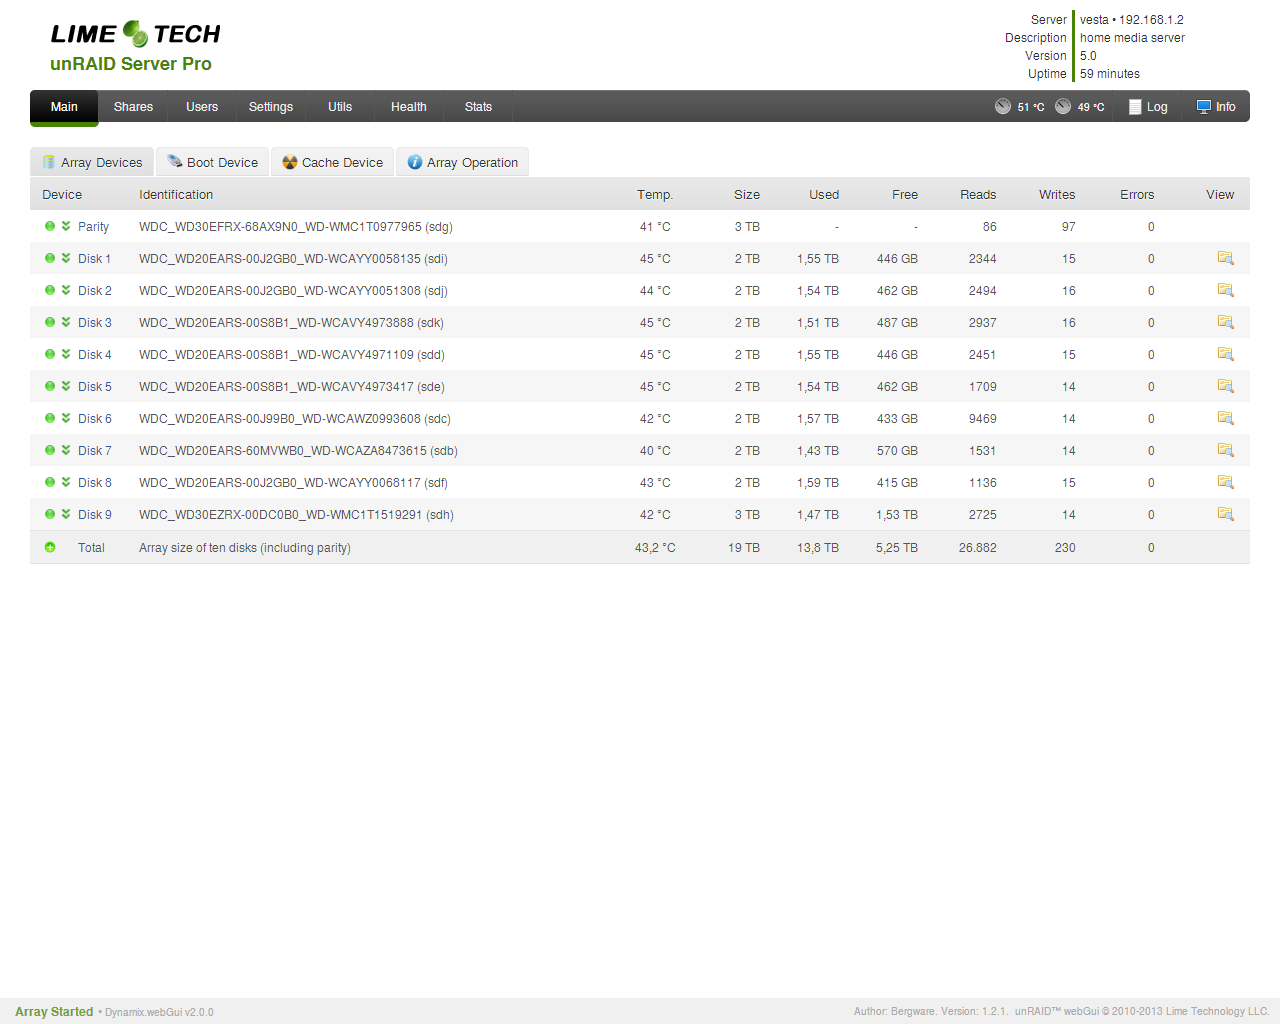 LIME TECH
unRAID Server Pro
Server vesta • 192.168.1.2
Description home media server
Version 5.0
Uptime 59 minutes
Main Shares Users Settings Utils Health Stats 51 °C 49 °C Log Info
Array Devices Boot Device Cache Device Array Operation
Device Identification Temp. Size Used Free Reads Writes Errors View
Parity WDC_WD30EFRX-68AX9N0_WD-WMC1T0977965 (sdg) 41 °C 3 TB - - 86 97 0
Disk 1 WDC_WD20EARS-00J2GB0_WD-WCAYY0058135 (sdi) 45 °C 2 TB 1,55 TB 446 GB 2344 15 0
Disk 2 WDC_WD20EARS-00J2GB0_WD-WCAYY0051308 (sdj) 44 °C 2 TB 1,54 TB 462 GB 2494 16 0
Disk 3 WDC_WD20EARS-00S8B1_WD-WCAVY4973888 (sdk) 45 °C 2 TB 1,51 TB 487 GB 2937 16 0
Disk 4 WDC_WD20EARS-00S8B1_WD-WCAVY4971109 (sdd) 45 °C 2 TB 1,55 TB 446 GB 2451 15 0
Disk 5 WDC_WD20EARS-00S8B1_WD-WCAVY4973417 (sde) 45 °C 2 TB 1,54 TB 462 GB 1709 14 0
Disk 6 WDC_WD20EARS-00J99B0_WD-WCAWZ0993608 (sdc) 42 °C 2 TB 1,57 TB 433 GB 9469 14 0
Disk 7 WDC_WD20EARS-60MVWB0_WD-WCAZA8473615 (sdb) 40 °C 2 TB 1,43 TB 570 GB 1531 14 0
Disk 8 WDC_WD20EARS-00J2GB0_WD-WCAYY0068117 (sdf) 43 °C 2 TB 1,59 TB 415 GB 1136 15 0
Disk 9 WDC_WD30EZRX-00DC0B0_WD-WMC1T1519291 (sdh) 42 °C 3 TB 1,47 TB 1,53 TB 2725 14 0
Total Array size of ten disks (including parity) 43,2 °C 19 TB 13,8 TB 5,25 TB 26.882 230 0
Array Started • Dynamix.webGui v2.0.0 Author: Bergware. Version: 1.2.1. unRAID™ webGui © 2010-2013 Lime Technology LLC.